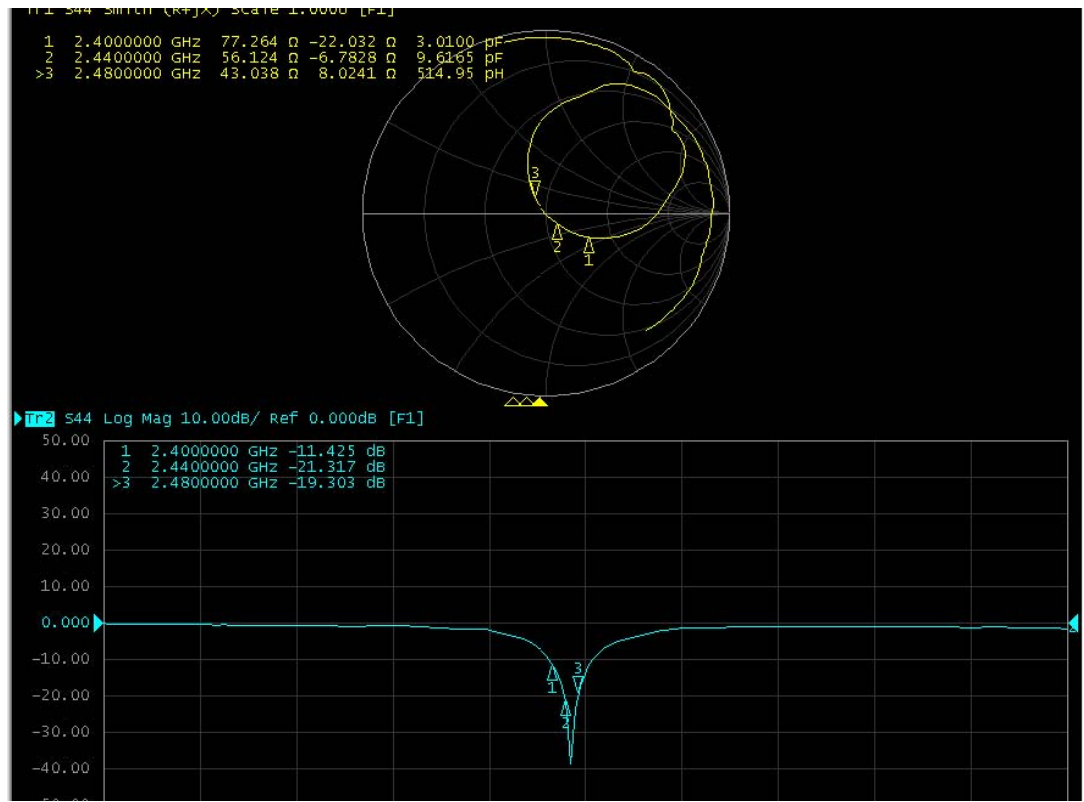 Tr1 S44 Smith (R+jX) Scale 1.000U [F1]
1 2.4000000 GHz 77.264 Ω -22.032 Ω 3.0100 pF
2 2.4400000 GHz 56.124 Ω -6.7828 Ω 9.6165 pF
>3 2.4800000 GHz 43.038 Ω 8.0241 Ω 514.95 pH
3
2
1
Tr2 S44 Log Mag 10.00dB/ Ref 0.000dB [F1]
50.00
1 2.4000000 GHz -11.425 dB
2 2.4400000 GHz -21.317 dB
>3 2.4800000 GHz -19.303 dB
40.00
30.00
20.00
10.00
0.000
-10.00
3
1
-20.00
2
-30.00
-40.00